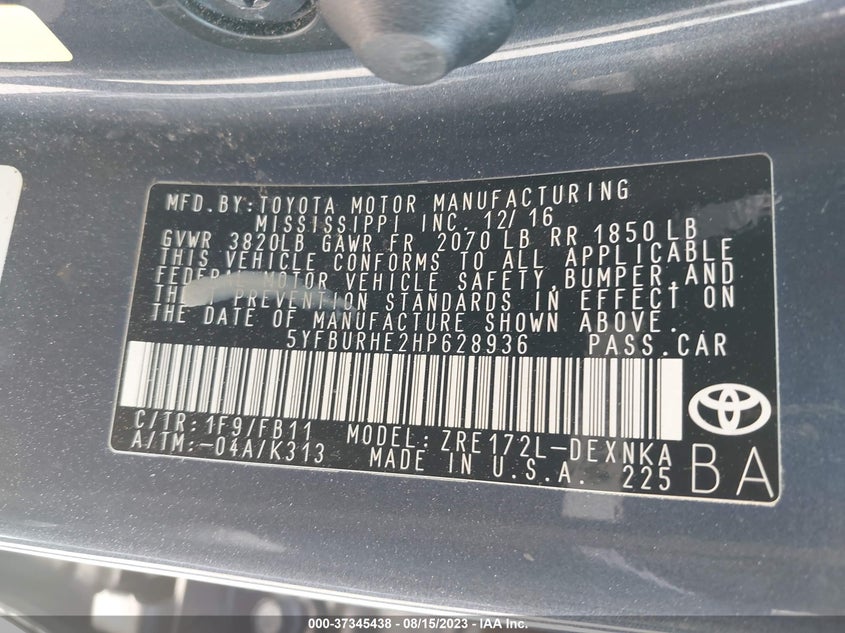 MFD. BY: TOYOTA MOTOR MANUFACTURING
MISSISSIPPI INC. 12/16
GVWR 3820LB GAWR FR 2070 LB RR 1850 LB
THIS VEHICLE CONFORMS TO ALL APPLICABLE
FEDERAL MOTOR VEHICLE SAFETY, BUMPER, AND
PREVENTION STANDARDS IN EFFECT ON
THE DATE OF MANUFACTURE SHOWN ABOVE.
5YFBURHE2HP628936 PASS. CAR
C/TR: 1F9/FB11 MODEL: ZRE172L-DEXNKA
A/TM: -04A/K313 MADE IN U.S.A. 225 BA
000-37345438 - 08/15/2023 - IAA Inc.